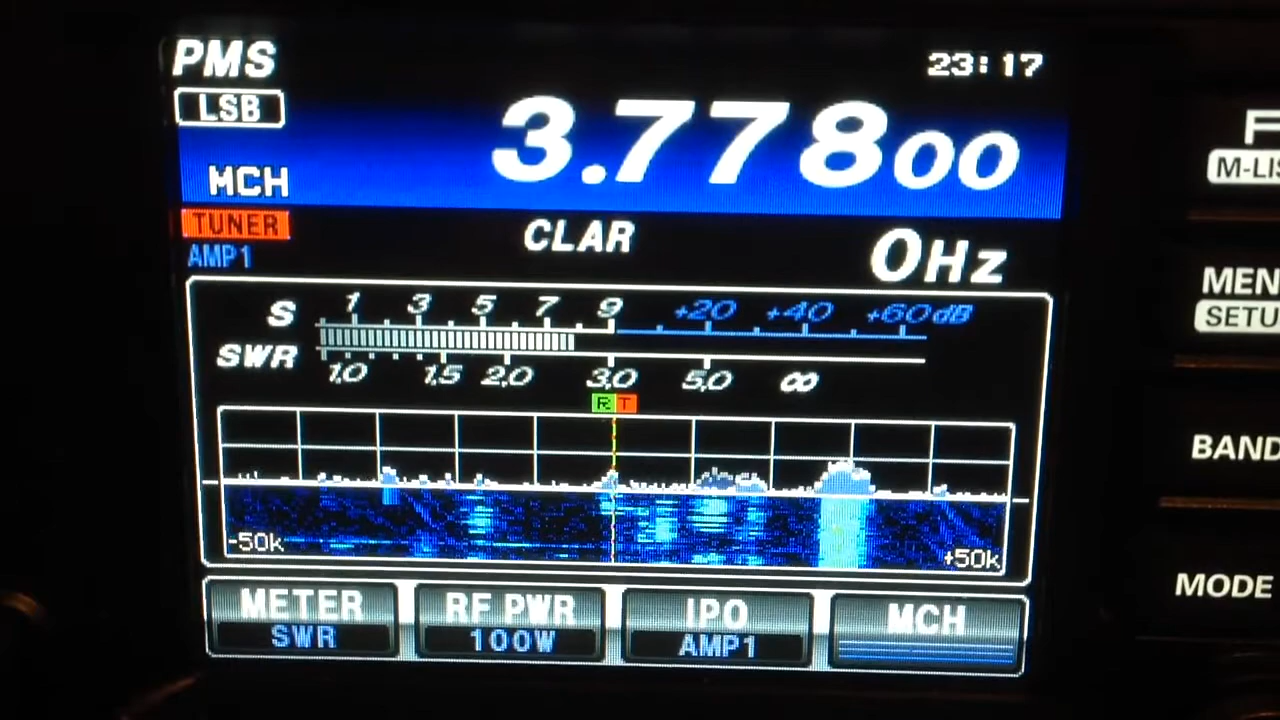 PMS
23:17
LSB
3.77800
MCH
TUNER
AMP1
CLAR
0Hz
S 1 3 5 7 9 +20 +40 +60dB
SWR 1.0 1.5 2.0 3.0 5.0 ∞
R T
-50k
+50k
METER
SWR
RF PWR
100W
IPO
AMP1
MCH
M-LIS
MEN
SETU
BAND
MODE